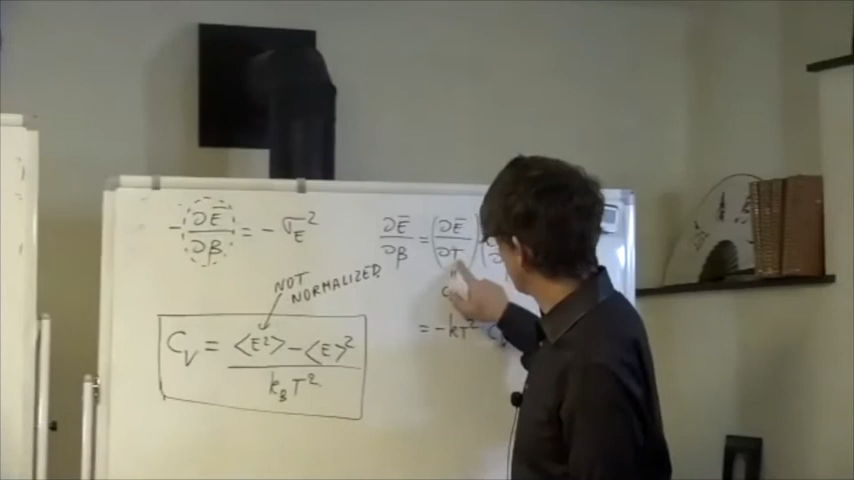 - ∂Ē/∂β = - σ_E²
∂Ē/∂β = (∂Ē/∂T)
NOT NORMALIZED
= -kT² C
C_V = <E²> - <E>² / k_B T²